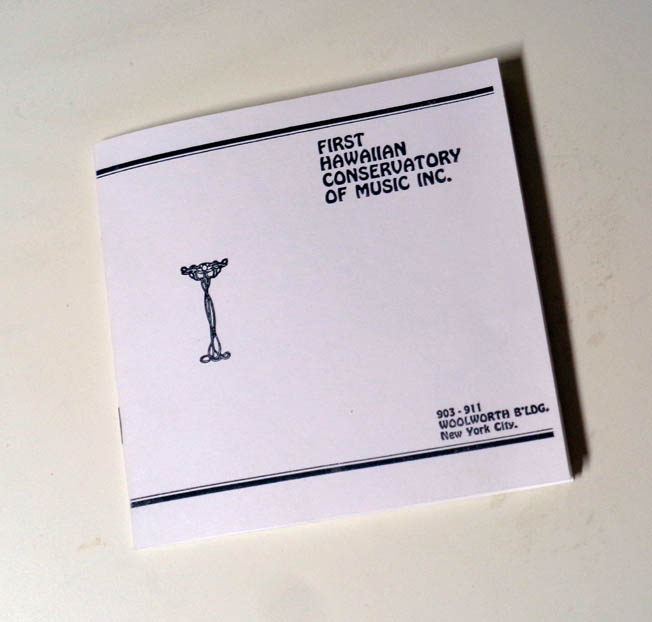 FIRST
HAWAIIAN
CONSERVATORY
OF MUSIC INC.
903-911
WOOLWORTH B'LDG.
New York City.